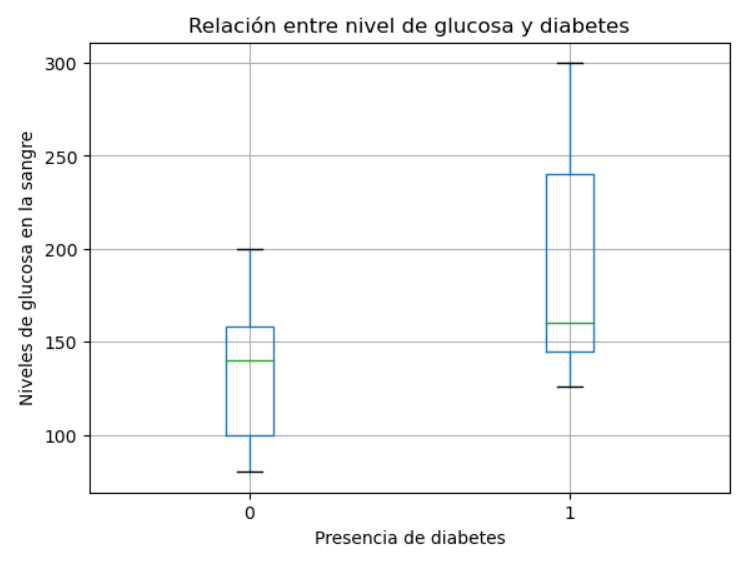 Relación entre nivel de glucosa y diabetes
300
250
200
150
100
Niveles de glucosa en la sangre
0
1
Presencia de diabetes